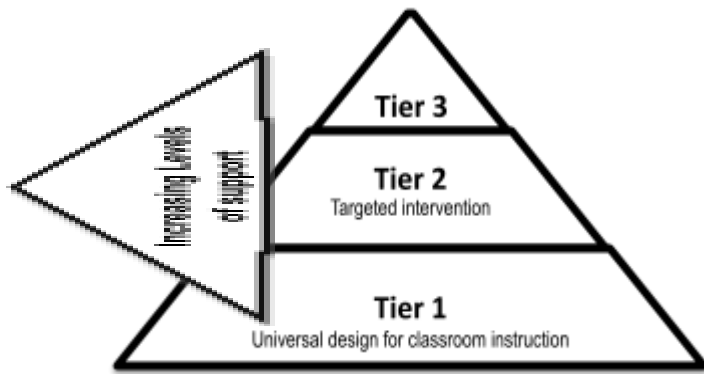 Increasing Levels
of support
Tier 3
Tier 2
Targeted intervention
Tier 1
Universal design for classroom instruction